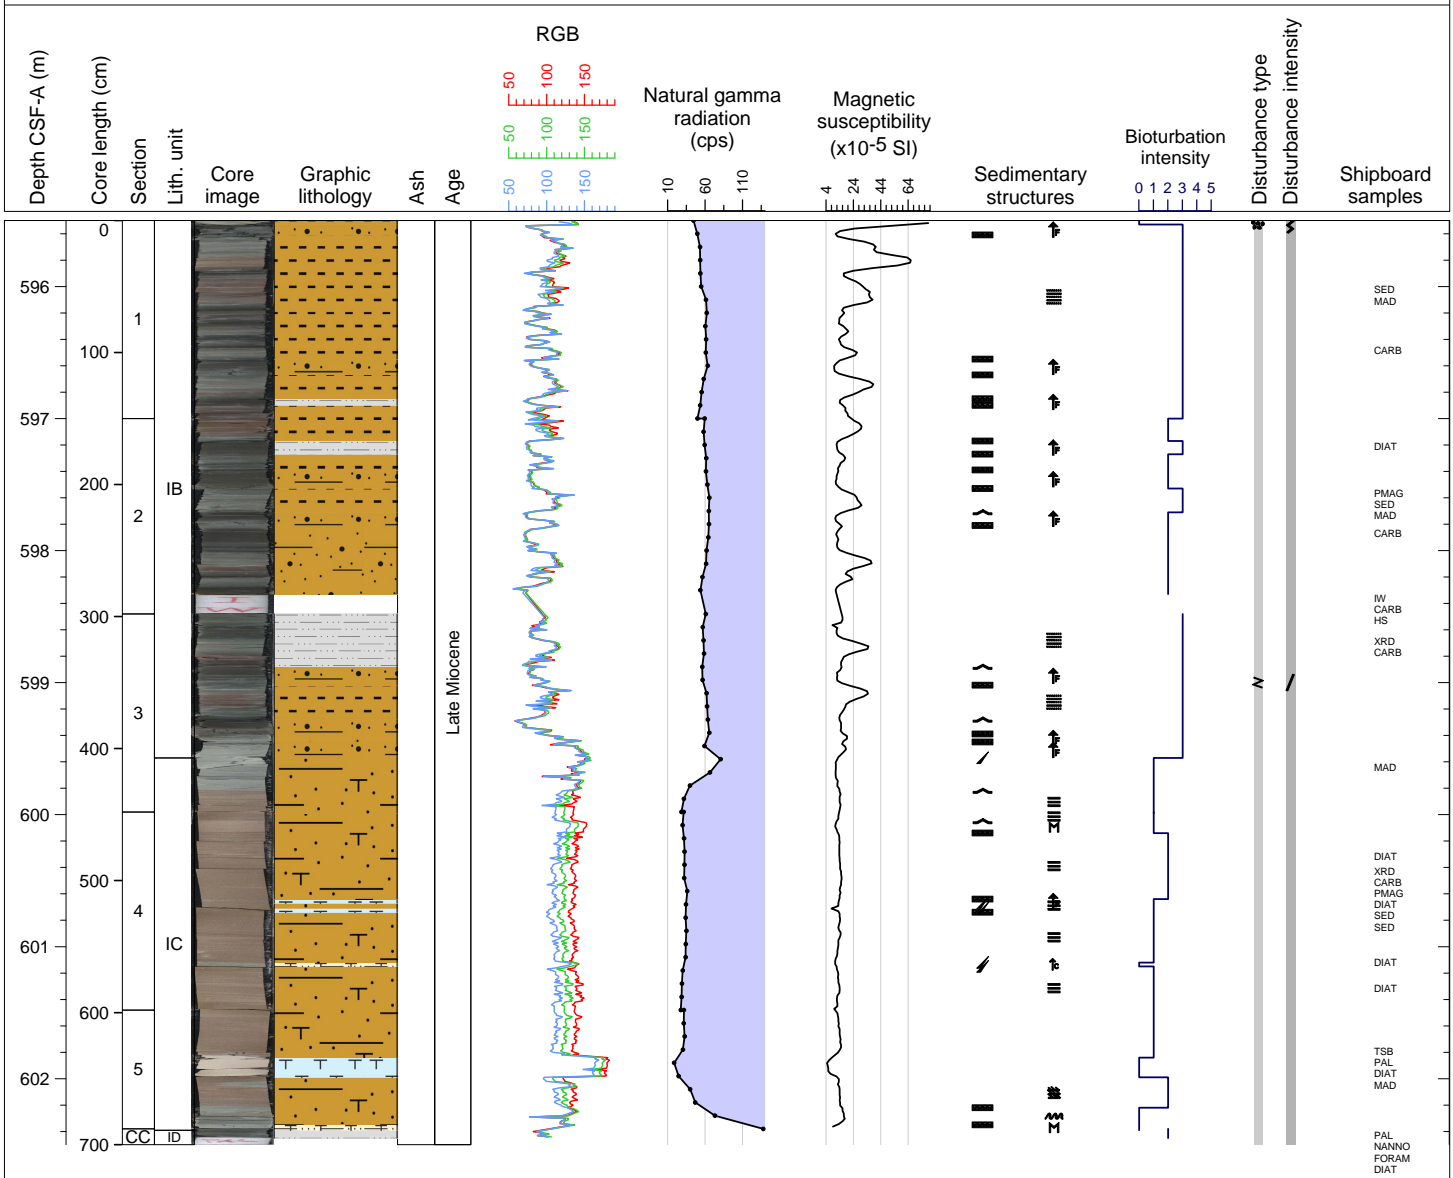 Depth CSF-A (m)
Core length (cm)
Section
Lith. unit
Core
image
Graphic
lithology
Ash
Age
RGB
50 100 150
50 100 150
50 100 150
Natural gamma
radiation
(cps)
10 60 110
Magnetic
susceptibility
(x10-5 SI)
4 24 44 64
Sedimentary
structures
Bioturbation
intensity
0 1 2 3 4 5
Disturbance type
Disturbance intensity
Shipboard
samples
596
597
598
599
600
601
602
0
100
200
300
400
500
600
700
1
2
3
4
5
CC
IB
IC
ID
Late Miocene
SED
MAD
CARB
DIAT
PMAG
SED
MAD
CARB
IW
CARB
HS
XRD
CARB
MAD
DIAT
XRD
CARB
PMAG
DIAT
SED
SED
DIAT
DIAT
TSB
PAL
DIAT
MAD
PAL
NANNO
FORAM
DIAT